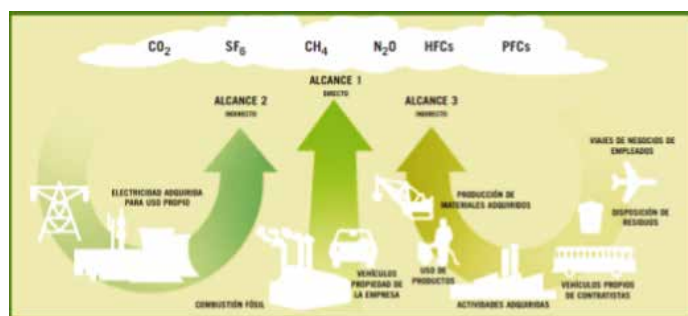 CO₂ SF₆ CH₄ N₂O HFCs PFCs
ALCANCE 1
DIRECTO
ALCANCE 2
INDIRECTO
ALCANCE 3
INDIRECTO
VIAJES DE NEGOCIOS DE
EMPLEADOS
ELECTRICIDAD ADQUIRIDA
PARA USO PROPIO
PRODUCCIÓN DE
MATERIALES ADQUIRIDOS
DISPOSICIÓN DE
RESIDUOS
VEHÍCULOS
PROPIEDAD DE
LA EMPRESA
USO DE
PRODUCTOS
VEHÍCULOS PROPIOS
DE CONTRATISTAS
COMBUSTIÓN FÓSIL
ACTIVIDADES ADQUIRIDAS